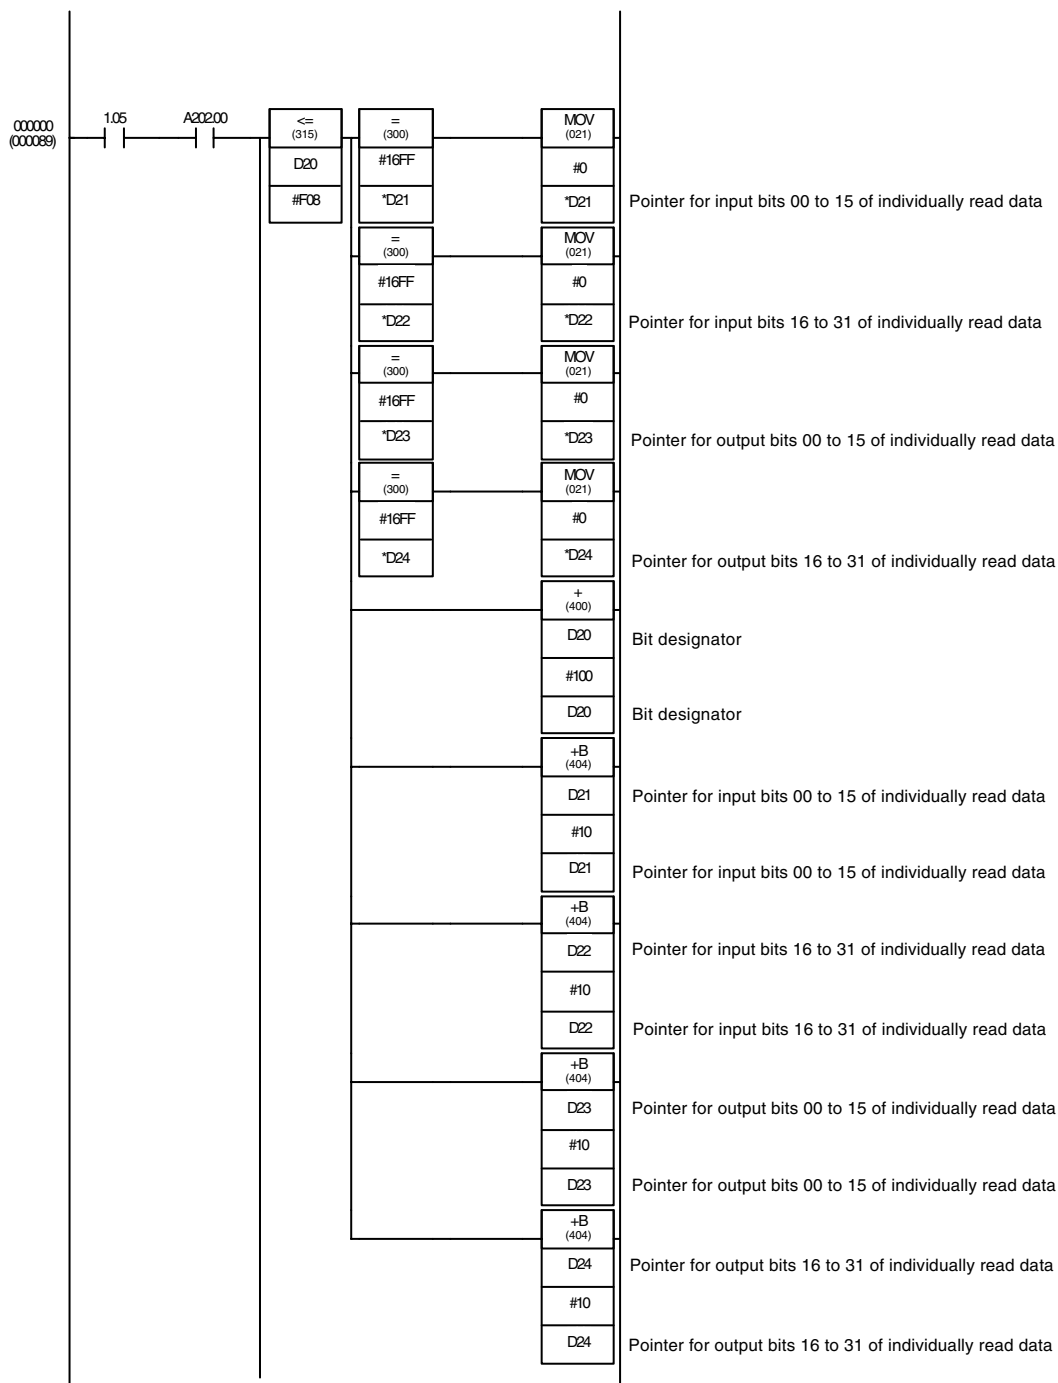 000000
(000089)
1.05
A202.00
<=
(315)
D20
#F08
=
(300)
#16FF
*D21
MOV
(021)
#0
*D21
Pointer for input bits 00 to 15 of individually read data
=
(300)
#16FF
*D22
MOV
(021)
#0
*D22
Pointer for input bits 16 to 31 of individually read data
=
(300)
#16FF
*D23
MOV
(021)
#0
*D23
Pointer for output bits 00 to 15 of individually read data
=
(300)
#16FF
*D24
MOV
(021)
#0
*D24
Pointer for output bits 16 to 31 of individually read data
+
(400)
D20
Bit designator
#100
D20
Bit designator
+B
(404)
D21
Pointer for input bits 00 to 15 of individually read data
#10
D21
Pointer for input bits 00 to 15 of individually read data
+B
(404)
D22
Pointer for input bits 16 to 31 of individually read data
#10
D22
Pointer for input bits 16 to 31 of individually read data
+B
(404)
D23
Pointer for output bits 00 to 15 of individually read data
#10
D23
Pointer for output bits 00 to 15 of individually read data
+B
(404)
D24
Pointer for output bits 16 to 31 of individually read data
#10
D24
Pointer for output bits 16 to 31 of individually read data